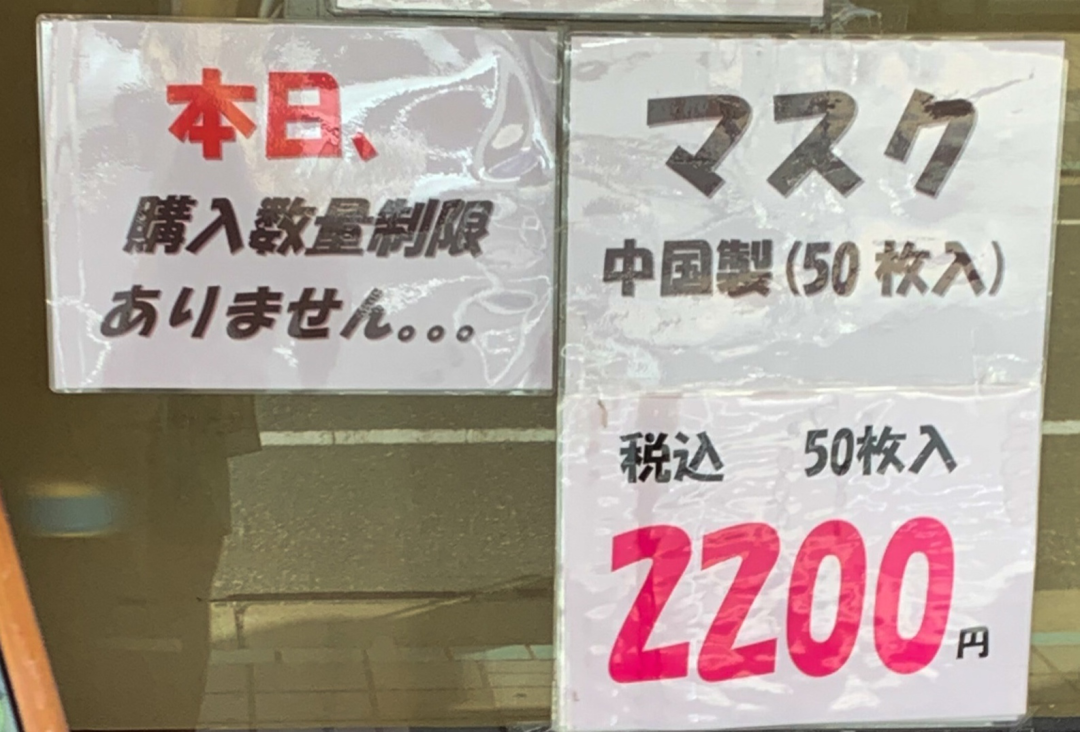 本日、
購入数量制限
ありません。。。
マスク
中国製(50枚入)
税込 50枚入
2200円